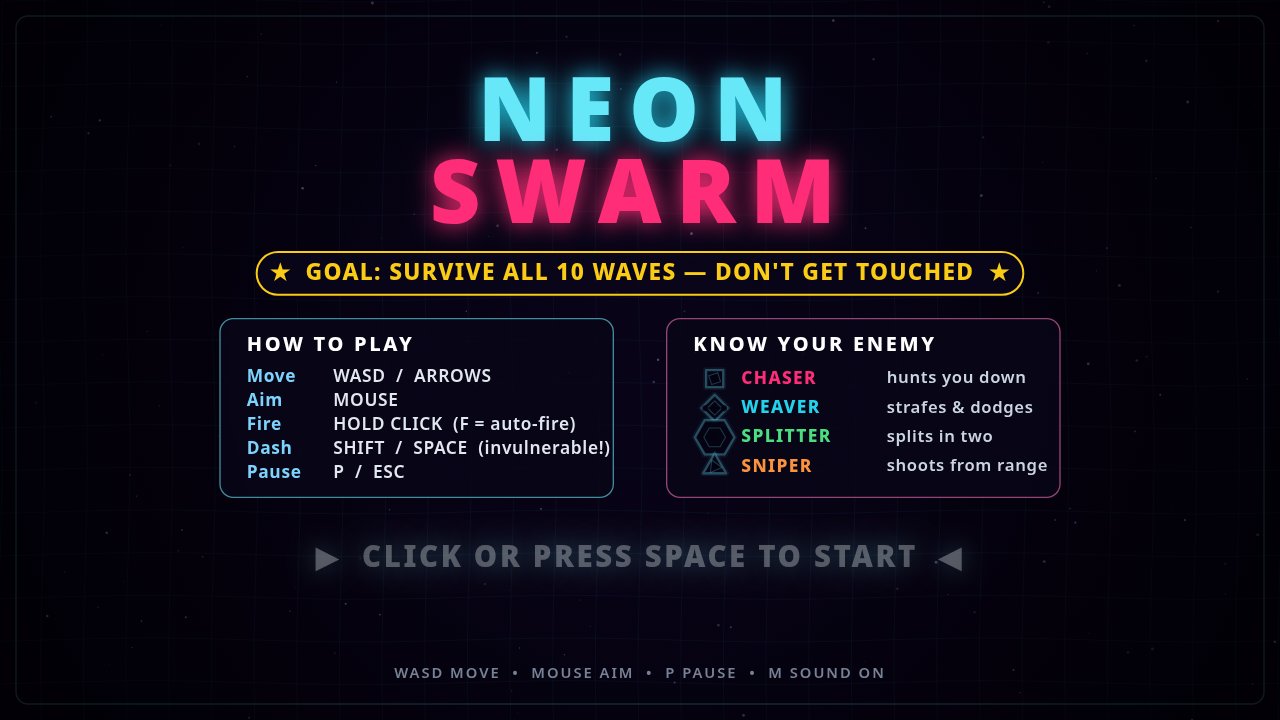 NEON
SWARM
★ GOAL: SURVIVE ALL 10 WAVES — DON'T GET TOUCHED ★
HOW TO PLAY
Move WASD / ARROWS
Aim MOUSE
Fire HOLD CLICK (F = auto-fire)
Dash SHIFT / SPACE (invulnerable!)
Pause P / ESC
KNOW YOUR ENEMY
CHASER hunts you down
WEAVER strafes & dodges
SPLITTER splits in two
SNIPER shoots from range
▶ CLICK OR PRESS SPACE TO START ◀
WASD MOVE • MOUSE AIM • P PAUSE • M SOUND ON